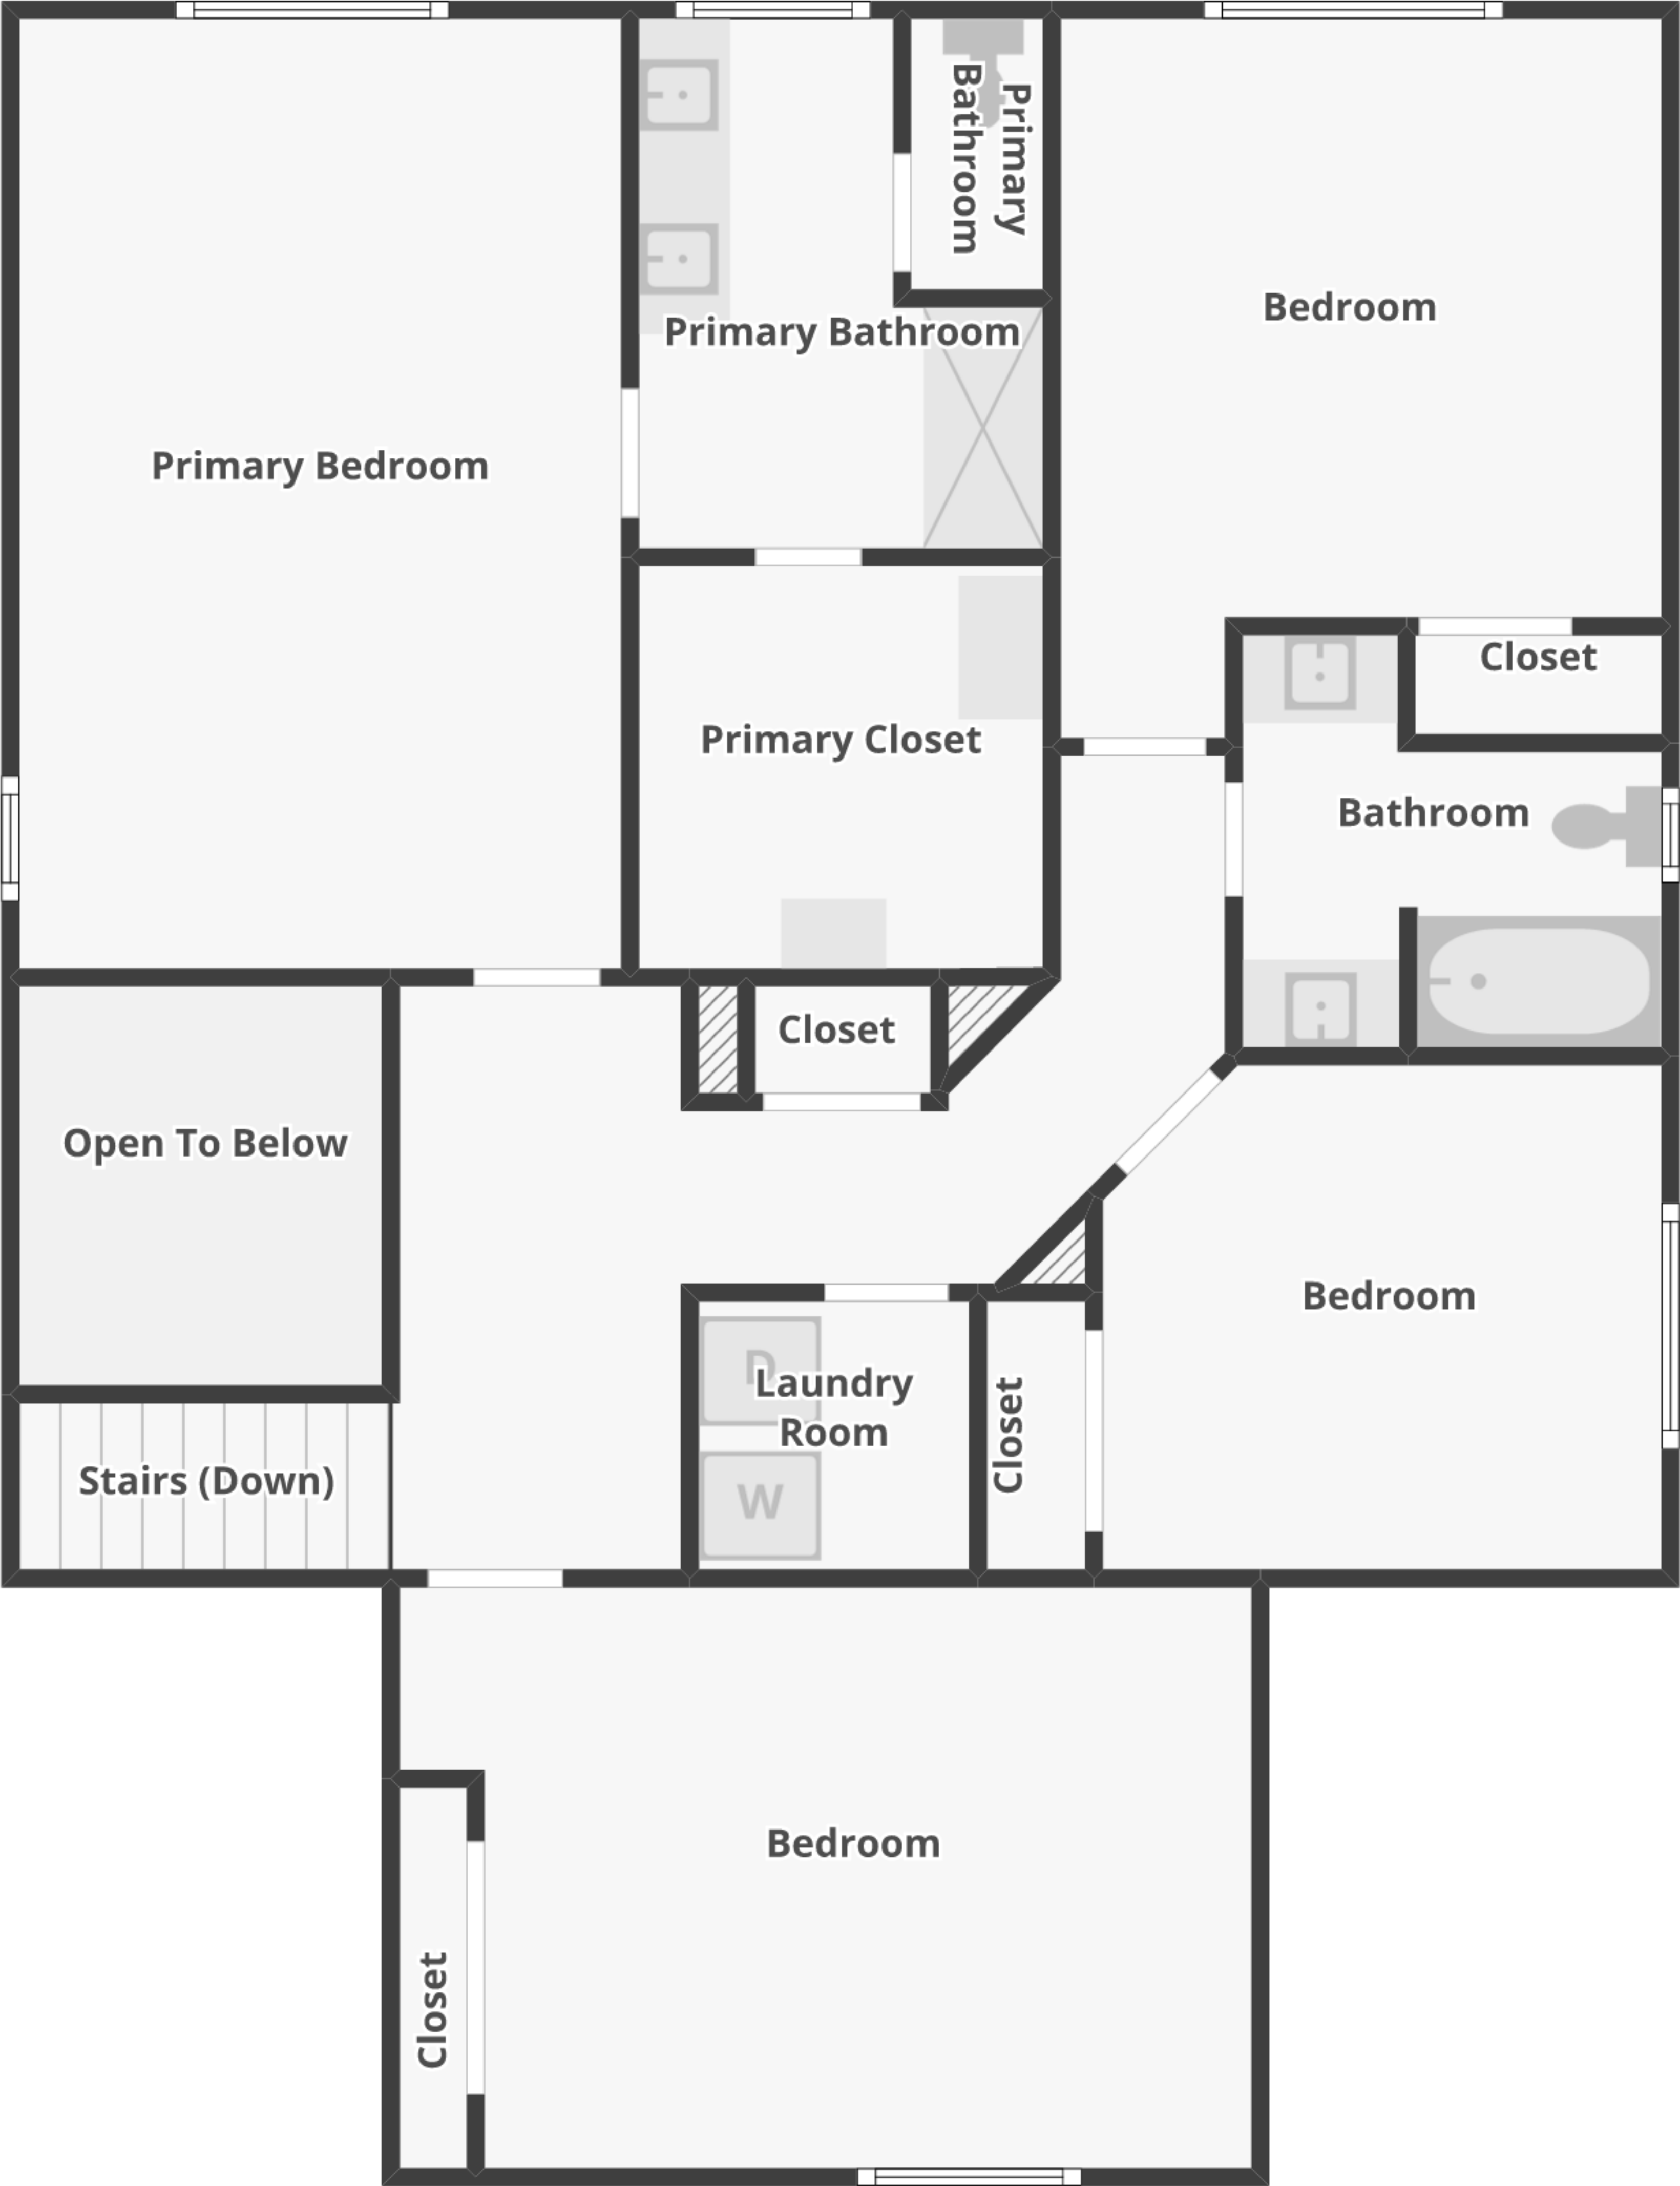 Primary
Bathroom
Bedroom
Primary Bathroom
Primary Bedroom
Closet
Primary Closet
Bathroom
Closet
Open To Below
Bedroom
D
Laundry
Room
Closet
Stairs (Down)
W
Bedroom
Closet